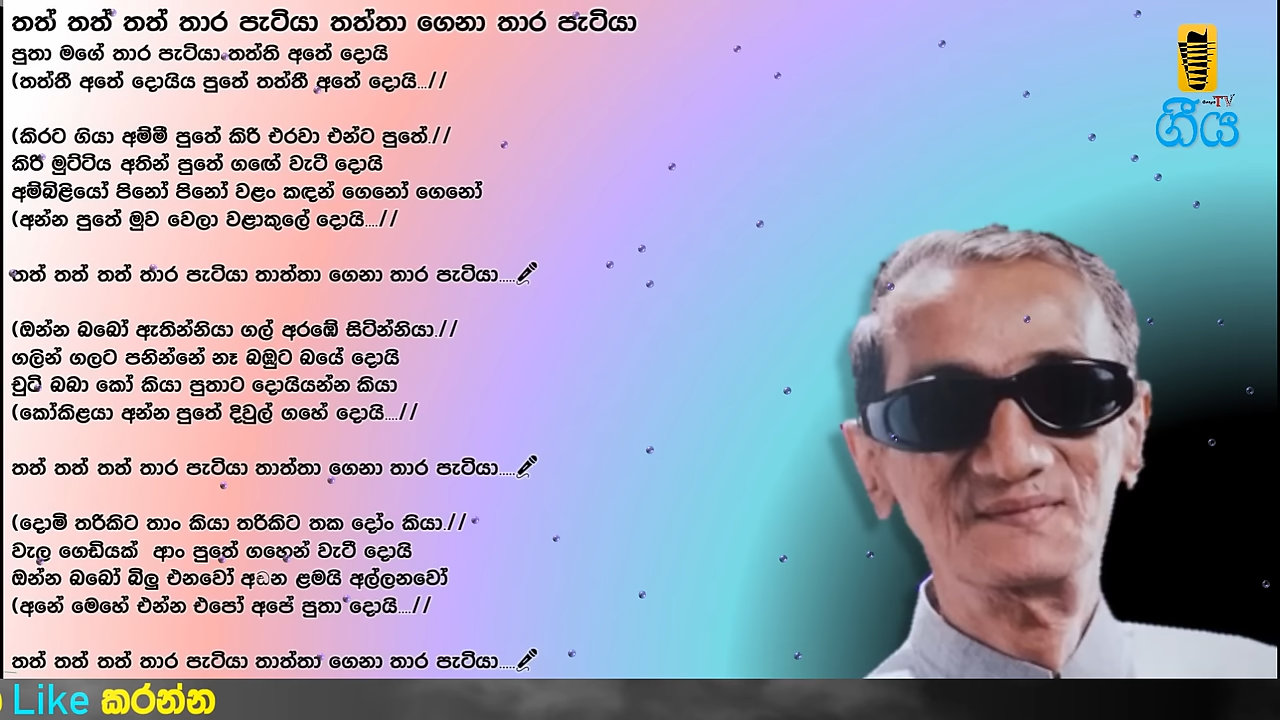 තත් තත් තත් තාර පැටියා තත්තා ගෙනා තාර පැටියා
පුතා මගේ තාර පැටියා තත්ති අතේ දොයි
(තත්තී අතේ දොයිය පුතේ තත්තී අතේ දොයි...//
(කිරට ගියා අම්මී පුතේ කිරි එරවා එන්ට පුතේ.//
කිරි මුට්ටිය අතින් පුතේ ගඟේ වැටී දොයි
අම්බිළියෝ පිනෝ පිනෝ වළං කඳන් ගෙනෝ ගෙනෝ
(අන්න පුතේ මුව වෙලා වළාකුලේ දොයි....//
තත් තත් තත් තාර පැටියා තාත්තා ගෙනා තාර පැටියා.....🎤
(ඔන්න බබෝ ඇතින්නියා ගල් අරඹේ සිටින්නියා.//
ගලින් ගලට පනින්නේ නෑ බඹුට බයේ දොයි
චුටි බබා කෝ කියා පුතාට දොයියන්න කියා
(කෝකිළයා අන්න පුතේ දිවුල් ගහේ දොයි....//
තත් තත් තත් තාර පැටියා තාත්තා ගෙනා තාර පැටියා.....🎤
(දොම් තරිකිට තාං කියා තරිකිට තක දෝං කියා.//
වැල ගෙඩියක්  ආං පුතේ ගහෙන් වැටී දොයි
ඔන්න බබෝ බිලු එනවෝ අඬන ළමයි අල්ලනවෝ
(අනේ මෙහේ එන්න එපෝ අපේ පුතා දොයි....//
තත් තත් තත් තාර පැටියා තාත්තා ගෙනා තාර පැටියා.....🎤
TV
ගීය
Like කරන්න